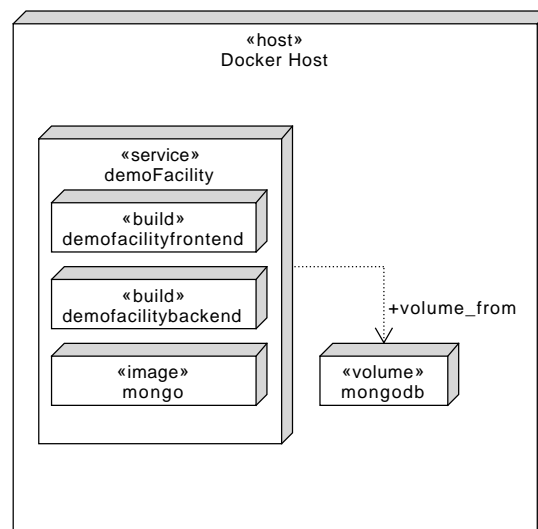 «host»
Docker Host
«service»
demoFacility
«build»
demofacilityfrontend
«build»
demofacilitybackend
«image»
mongo
+volume_from
«volume»
mongodb